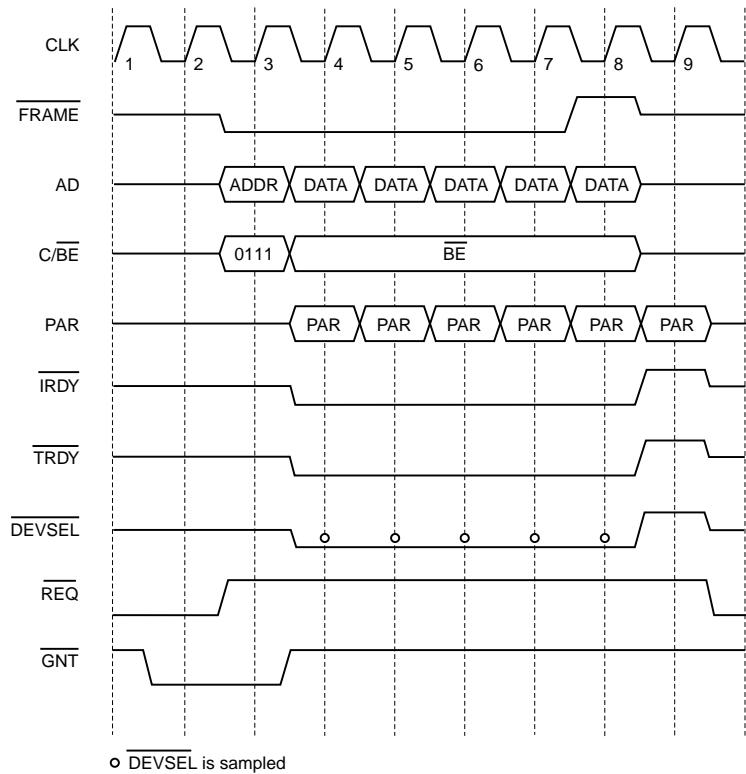 CLK
1 2 3 4 5 6 7 8 9
FRAME
AD
ADDR DATA DATA DATA DATA DATA
C/BE
0111 BE
PAR
PAR PAR PAR PAR PAR PAR
IRDY
TRDY
DEVSEL
REQ
GNT
DEVSEL is sampled